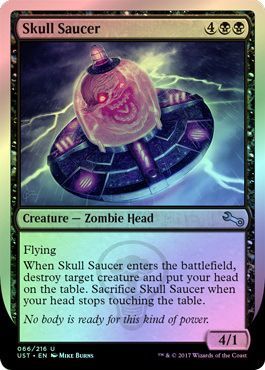 Skull Saucer 4
Creature — Zombie Head
Flying
When Skull Saucer enters the battlefield,
destroy target creature and put your head
on the table. Sacrifice Skull Saucer when
your head stops touching the table.
No body is ready for this kind of power.
4/1
066/216 U
UST • EN Mike Burns
™ & © 2017 Wizards of the Coast